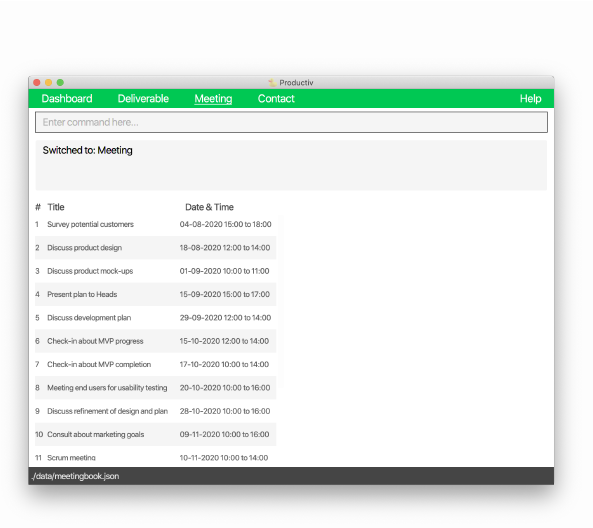 Productiv
Dashboard Deliverable Meeting Contact Help
Enter command here...
Switched to: Meeting
# Title Date & Time
1 Survey potential customers 04-08-2020 15:00 to 18:00
2 Discuss product design 18-08-2020 12:00 to 14:00
3 Discuss product mock-ups 01-09-2020 10:00 to 11:00
4 Present plan to Heads 15-09-2020 15:00 to 17:00
5 Discuss development plan 29-09-2020 12:00 to 14:00
6 Check-in about MVP progress 15-10-2020 12:00 to 14:00
7 Check-in about MVP completion 17-10-2020 10:00 to 14:00
8 Meeting end users for usability testing 20-10-2020 10:00 to 16:00
9 Discuss refinement of design and plan 28-10-2020 10:00 to 16:00
10 Consult about marketing goals 09-11-2020 10:00 to 16:00
11 Scrum meeting 10-11-2020 10:00 to 14:00
./data/meetingbook.json